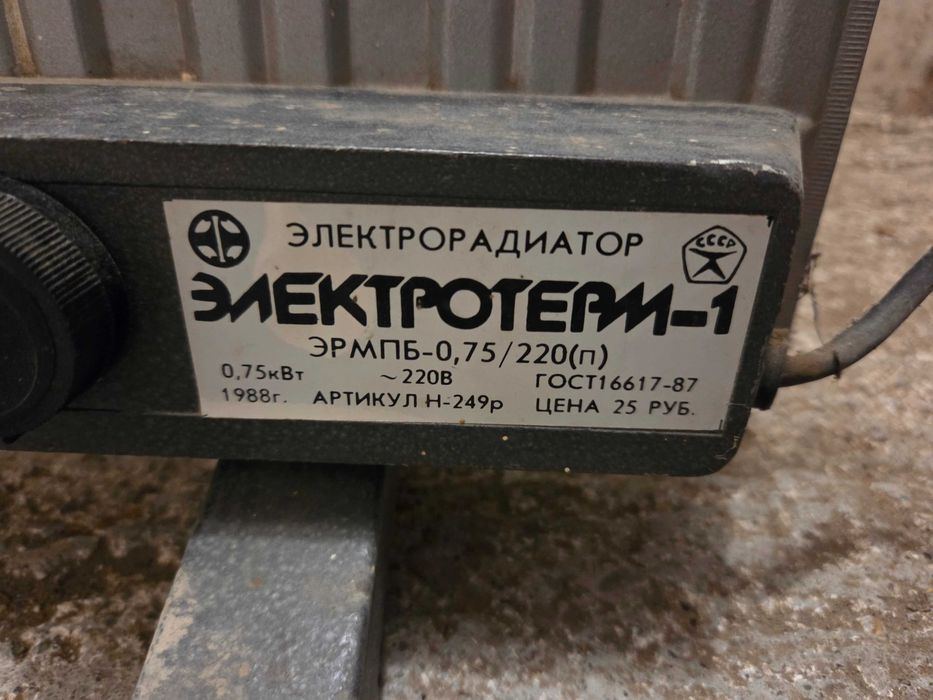 ЭЛЕКТРОРАДИАТОР
СССР
ЭЛЕКТРОТЕРМ-1
ЭРМПБ-0,75/220(п)
0,75кВт ~220В ГОСТ16617-87
1988г. АРТИКУЛ Н-249р ЦЕНА 25 РУБ.